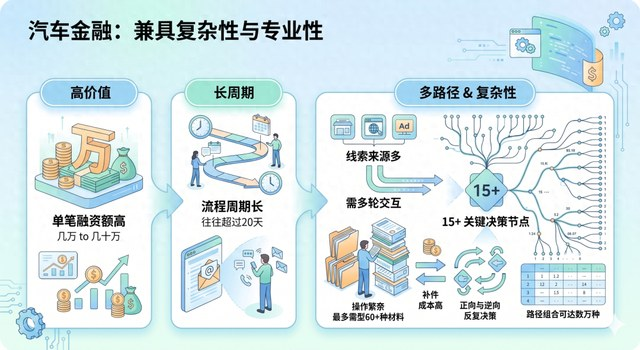 汽车金融：兼具复杂性与专业性
高价值
万
单笔融资额高
几万 to 几十万
长周期
流程周期长
往往超过20天
多路径 & 复杂性
Ad
线索来源多
需多轮交互
15+
15+ 关键决策节点
操作繁奈
最多需型60+种材料
补件
成本高
正向与逆向
反复决策
路径组合可达数万种